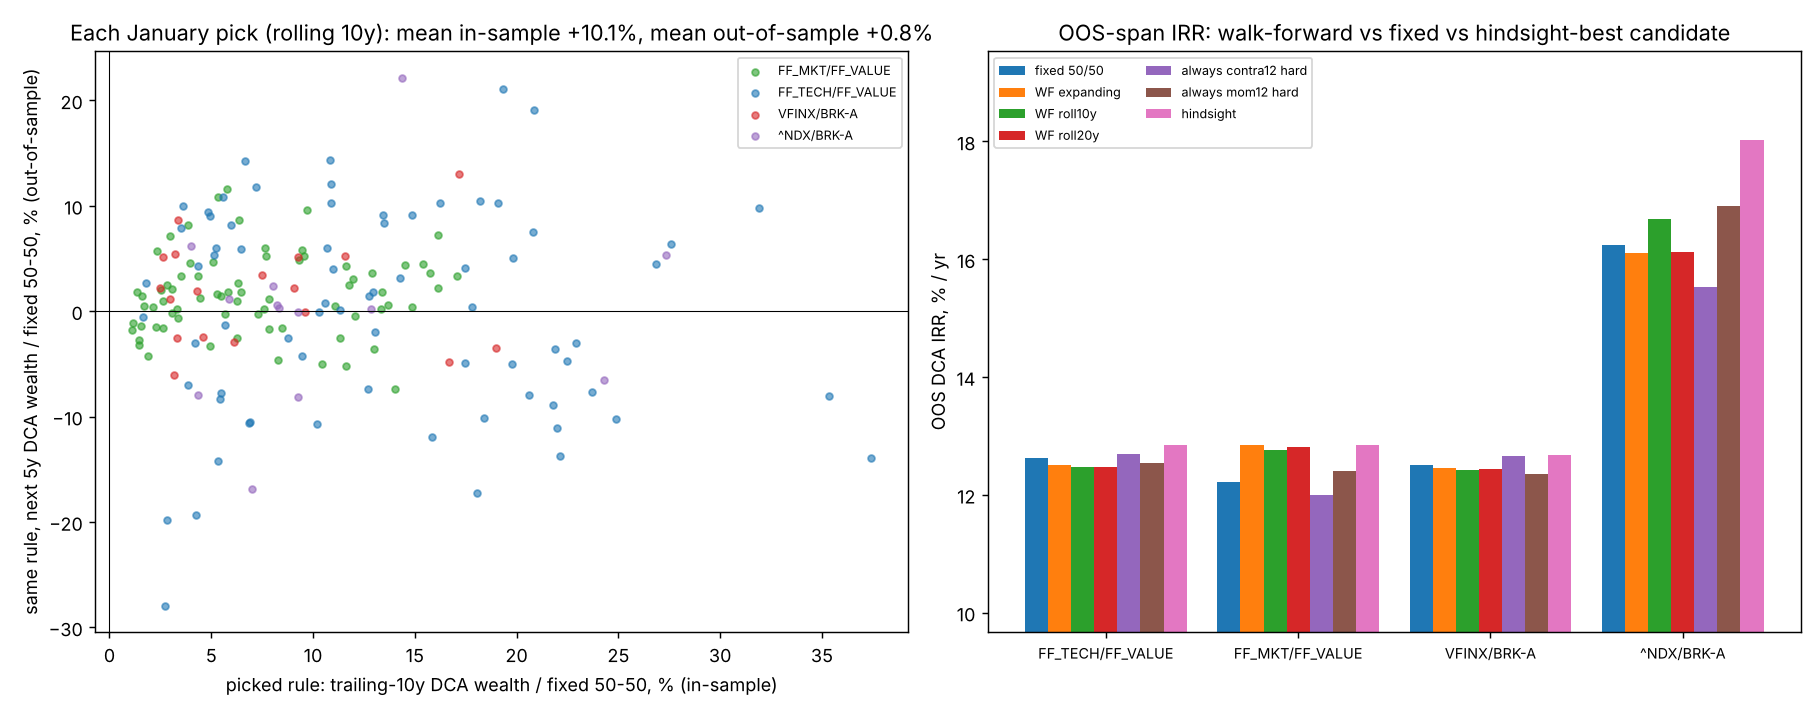 Each January pick (rolling 10y): mean in-sample +10.1%, mean out-of-sample +0.8%
same rule, next 5y DCA wealth / fixed 50-50, % (out-of-sample)
20
10
0
−10
−20
−30
FF_MKT/FF_VALUE
FF_TECH/FF_VALUE
VFINX/BRK-A
^NDX/BRK-A
0 5 10 15 20 25 30 35
picked rule: trailing-10y DCA wealth / fixed 50-50, % (in-sample)
OOS-span IRR: walk-forward vs fixed vs hindsight-best candidate
OOS DCA IRR, % / yr
18
16
14
12
10
fixed 50/50
WF expanding
WF roll10y
WF roll20y
always contra12 hard
always mom12 hard
hindsight
FF_TECH/FF_VALUE FF_MKT/FF_VALUE VFINX/BRK-A ^NDX/BRK-A